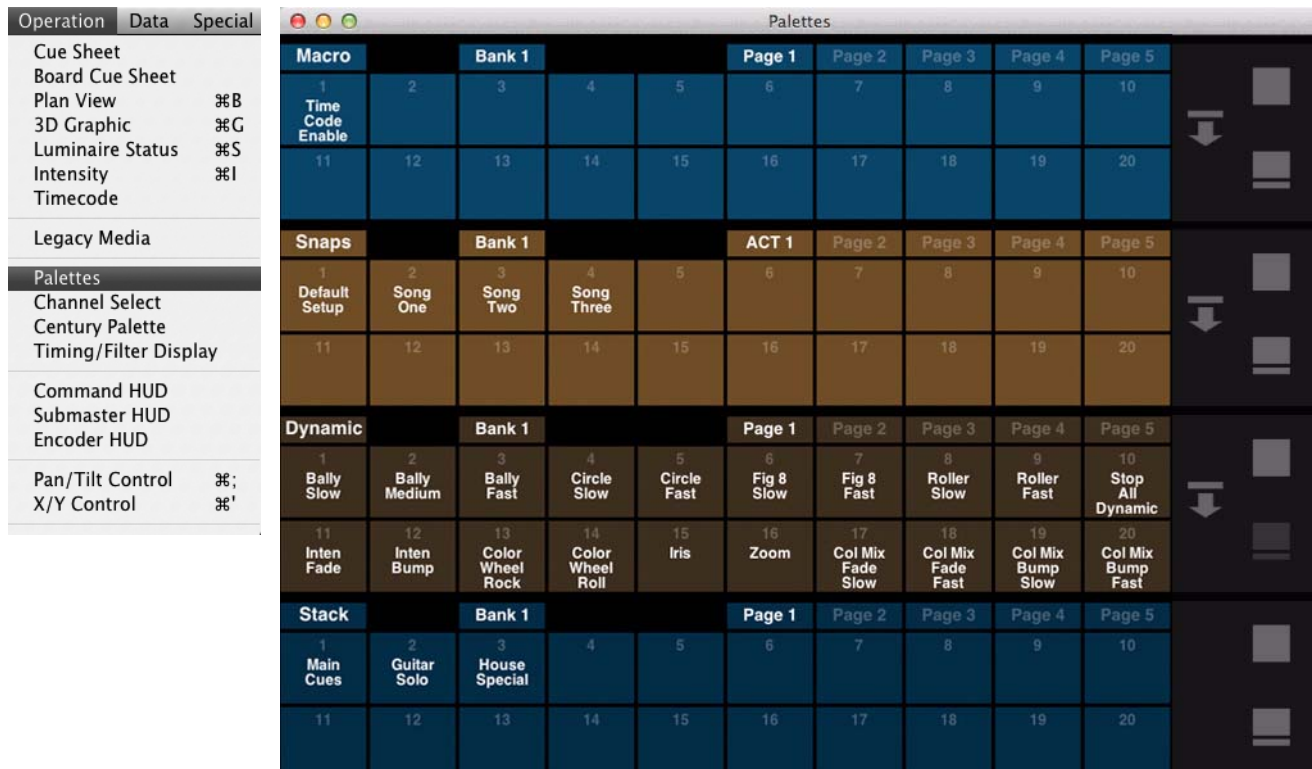 Operation Data Special
Cue Sheet
Board Cue Sheet
Plan View ⌘B
3D Graphic ⌘G
Luminaire Status ⌘S
Intensity ⌘I
Timecode
Legacy Media
Palettes
Channel Select
Century Palette
Timing/Filter Display
Command HUD
Submaster HUD
Encoder HUD
Pan/Tilt Control ⌘;
X/Y Control ⌘'
Palettes
Macro Bank 1 Page 1 Page 2 Page 3 Page 4 Page 5
1 2 3 4 5 6 7 8 9 10
Time
Code
Enable
11 12 13 14 15 16 17 18 19 20
Snaps Bank 1 ACT 1 Page 2 Page 3 Page 4 Page 5
1 2 3 4 5 6 7 8 9 10
Default Song Song Song
Setup One Two Three
11 12 13 14 15 16 17 18 19 20
Dynamic Bank 1 Page 1 Page 2 Page 3 Page 4 Page 5
1 2 3 4 5 6 7 8 9 10
Bally Bally Bally Circle Circle Fig 8 Fig 8 Roller Roller Stop
Slow Medium Fast Slow Fast Slow Fast Slow Fast All
Dynamic
11 12 13 14 15 16 17 18 19 20
Inten Inten Color Color Iris Zoom Col Mix Col Mix Col Mix Col Mix
Fade Bump Wheel Wheel Fade Fade Bump Bump
Rock Roll Slow Fast Slow Fast
Stack Bank 1 Page 1 Page 2 Page 3 Page 4 Page 5
1 2 3 4 5 6 7 8 9 10
Main Guitar House
Cues Solo Special
11 12 13 14 15 16 17 18 19 20